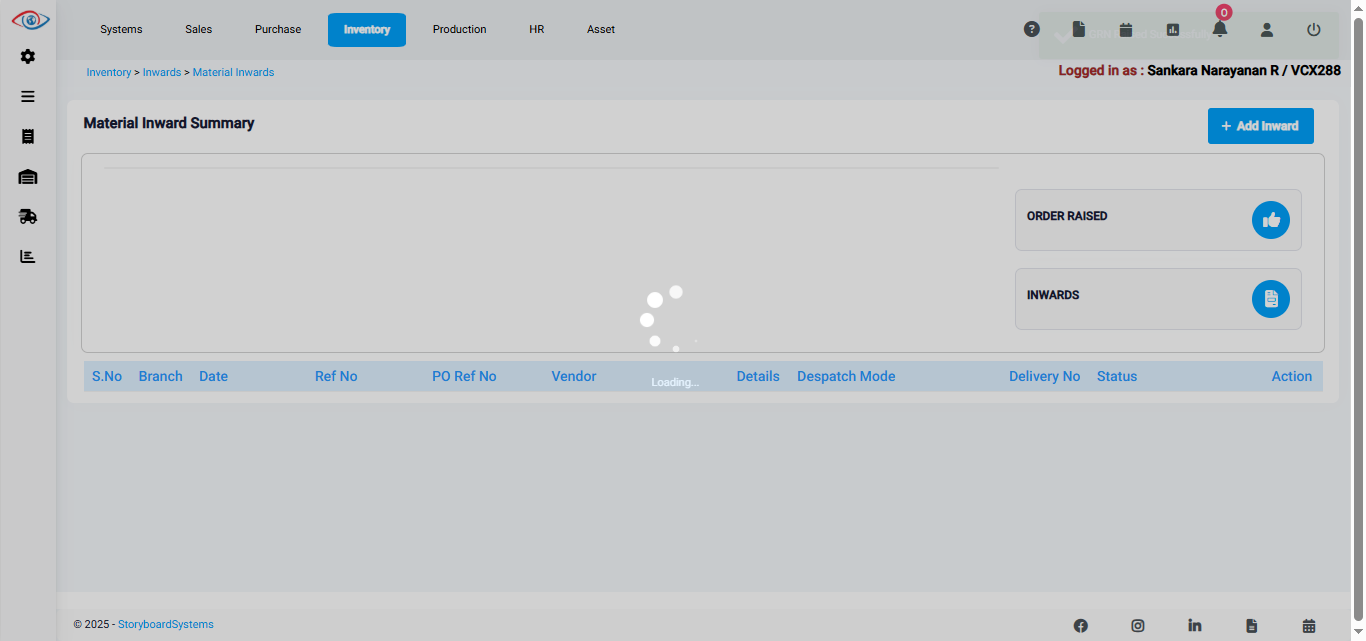 Systems Sales Purchase Inventory Production HR Asset 0
Inventory > Inwards > Material Inwards
Logged in as : Sankara Narayanan R / VCX288
Material Inward Summary
+ Add Inward
ORDER RAISED
INWARDS
S.No Branch Date Ref No PO Ref No Vendor Details Despatch Mode Delivery No Status Action
Loading...
© 2025 - StoryboardSystems